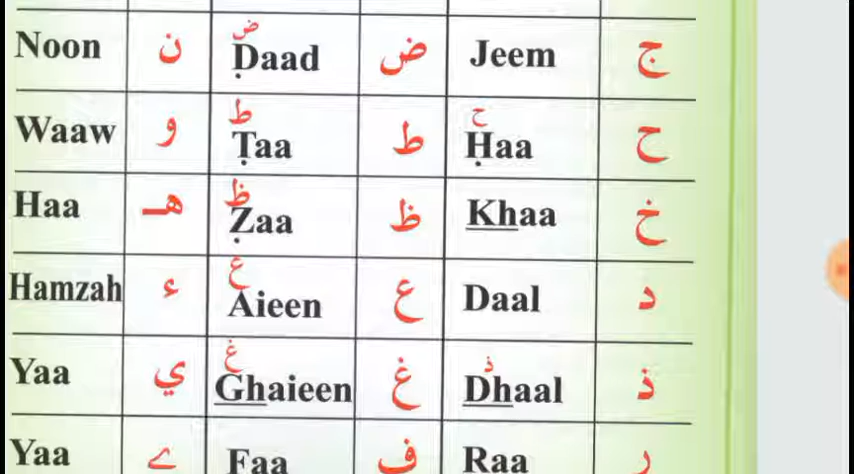 Noon ن Ḍaad ض ض Jeem ج
Waaw و Ṭaa ط ط Ḥaa ح ح
Haa هـ Ẓaa ظ ظ Khaa خ
Hamzah ء Aieen ع ع Daal د
Yaa ي Ghaieen غ غ Dhaal ذ ذ
Yaa ے Faa ف Raa ر